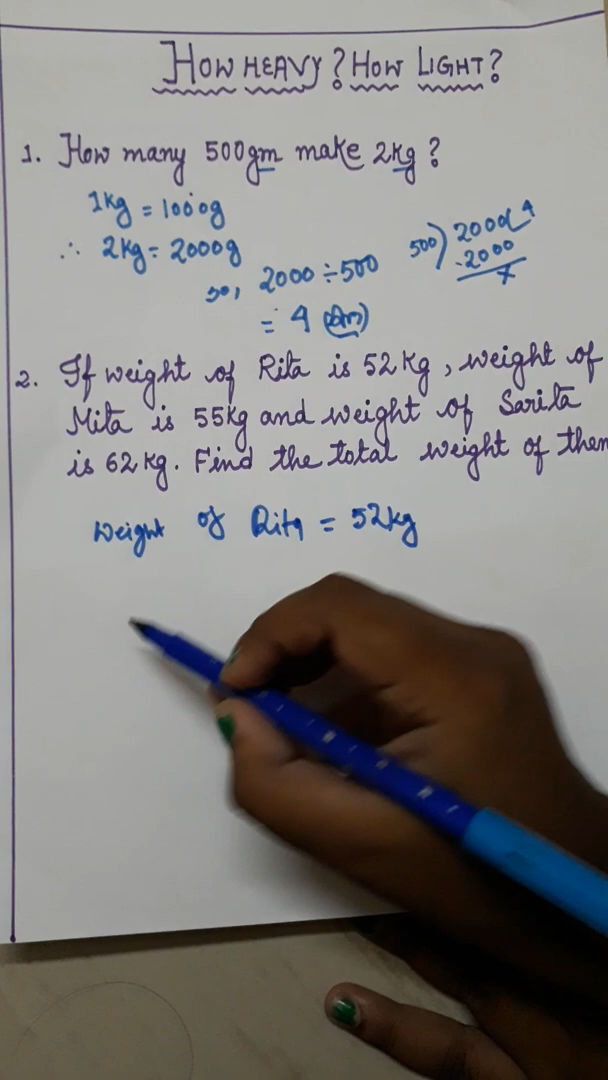 HOW HEAVY? HOW LIGHT?
1. How many 500gm make 2kg?
1kg = 1000g
∴ 2kg = 2000g
so, 2000 ÷ 500
500) 2000 (4
-2000
x
= 4 (Ans)
2. If weight of Rita is 52kg, weight of
Mita is 55kg and weight of Sarita
is 62kg. Find the total weight of them
Weight of Rita = 52kg